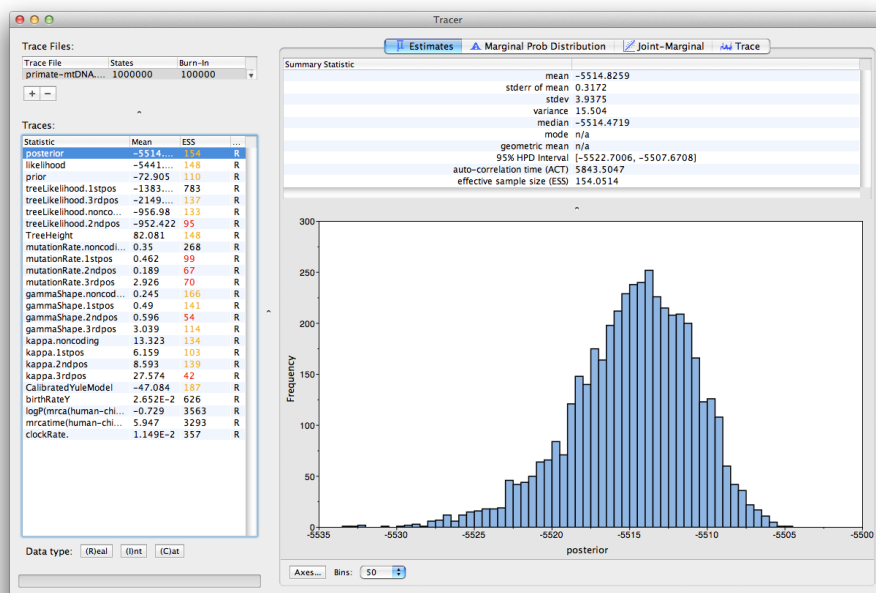 Tracer
Trace Files:
Trace File States Burn-In
primate-mtDNA.... 1000000 100000
+ −
Traces:
Statistic Mean ESS ...
posterior -5514.... 154 R
likelihood -5441.... 148 R
prior -72.905 110 R
treeLikelihood.1stpos -1383.... 783 R
treeLikelihood.3rdpos -2149.... 137 R
treeLikelihood.nonco... -956.98 133 R
treeLikelihood.2ndpos -952.422 95 R
TreeHeight 82.081 148 R
mutationRate.noncodi... 0.35 268 R
mutationRate.1stpos 0.462 99 R
mutationRate.2ndpos 0.189 67 R
mutationRate.3rdpos 2.926 70 R
gammaShape.noncod... 0.245 166 R
gammaShape.1stpos 0.49 141 R
gammaShape.2ndpos 0.596 54 R
gammaShape.3rdpos 3.039 114 R
kappa.noncoding 13.323 134 R
kappa.1stpos 6.159 103 R
kappa.2ndpos 8.593 139 R
kappa.3rdpos 27.574 42 R
CalibratedYuleModel -47.084 187 R
birthRateY 2.652E-2 626 R
logP(mrca(human-chi... -0.729 3563 R
mrcatime(human-chi... 5.947 3293 R
clockRate. 1.149E-2 357 R
Data type: (R)eal (I)nt (C)at
Estimates Marginal Prob Distribution Joint-Marginal Trace
Summary Statistic
mean -5514.8259
stderr of mean 0.3172
stdev 3.9375
variance 15.504
median -5514.4719
mode n/a
geometric mean n/a
95% HPD Interval [-5522.7006, -5507.6708]
auto-correlation time (ACT) 5843.5047
effective sample size (ESS) 154.0514
300
250
200
150
100
50
0
Frequency
-5535 -5530 -5525 -5520 -5515 -5510 -5505 -5500
posterior
Axes... Bins: 50